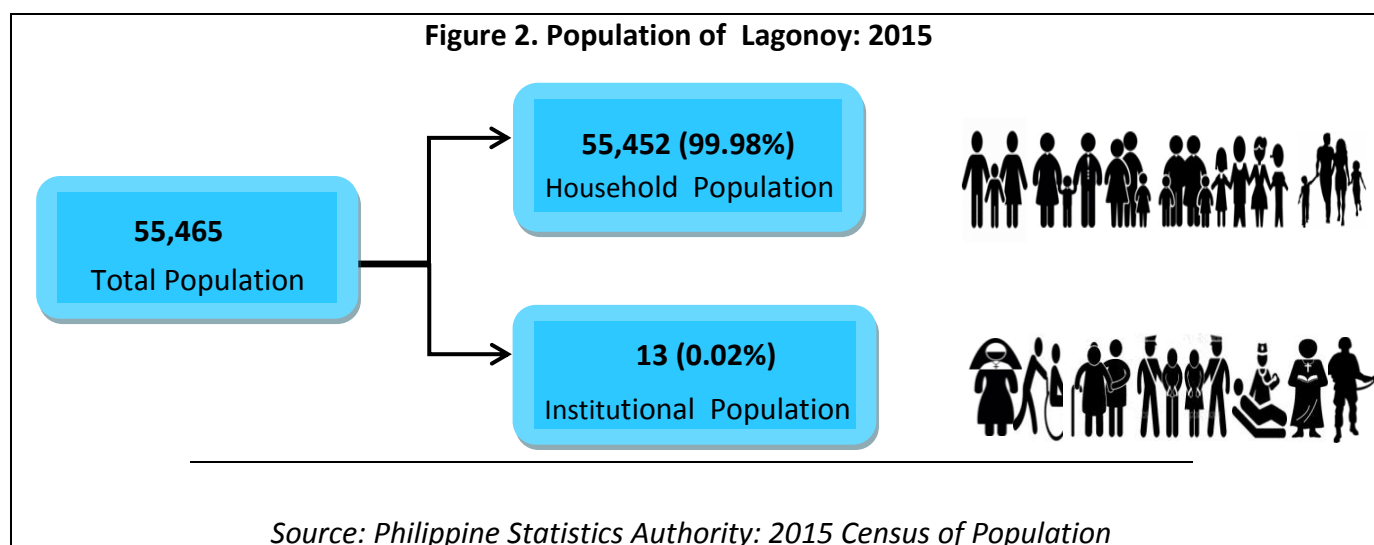 Figure 2. Population of Lagonoy: 2015
55,452 (99.98%)
Household Population
55,465
Total Population
13 (0.02%)
Institutional Population
Source: Philippine Statistics Authority: 2015 Census of Population